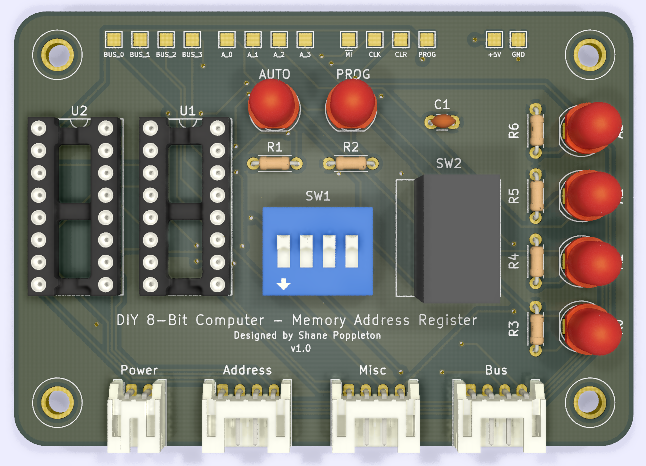 BUS_0 BUS_1 BUS_2 BUS_3 A_0 A_1 A_2 A_3 MI CLK CLR PROG +5V GND
AUTO PROG
U2 U1 C1
R1 R2
R6
SW2
SW1
R5
R4
R3
DIY 8-Bit Computer - Memory Address Register
Designed by Shane Poppleton
v1.0
Power Address Misc Bus